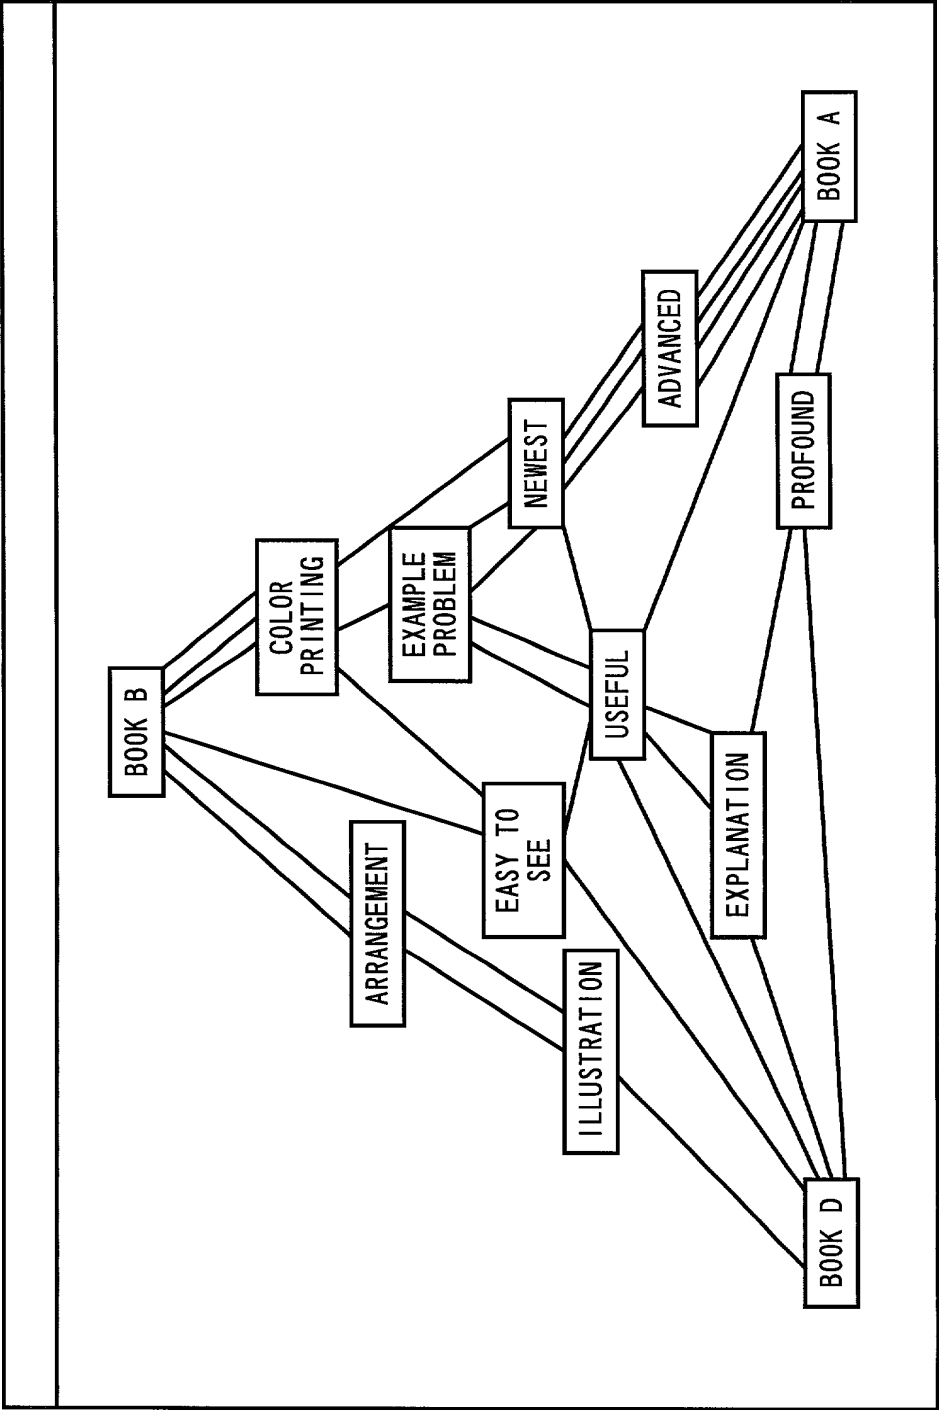 BOOK B
COLOR
PRINTING
ARRANGEMENT
EXAMPLE
PROBLEM
EASY TO
SEE
NEWEST
ILLUSTRATION
USEFUL
ADVANCED
EXPLANATION
PROFOUND
BOOK D
BOOK A